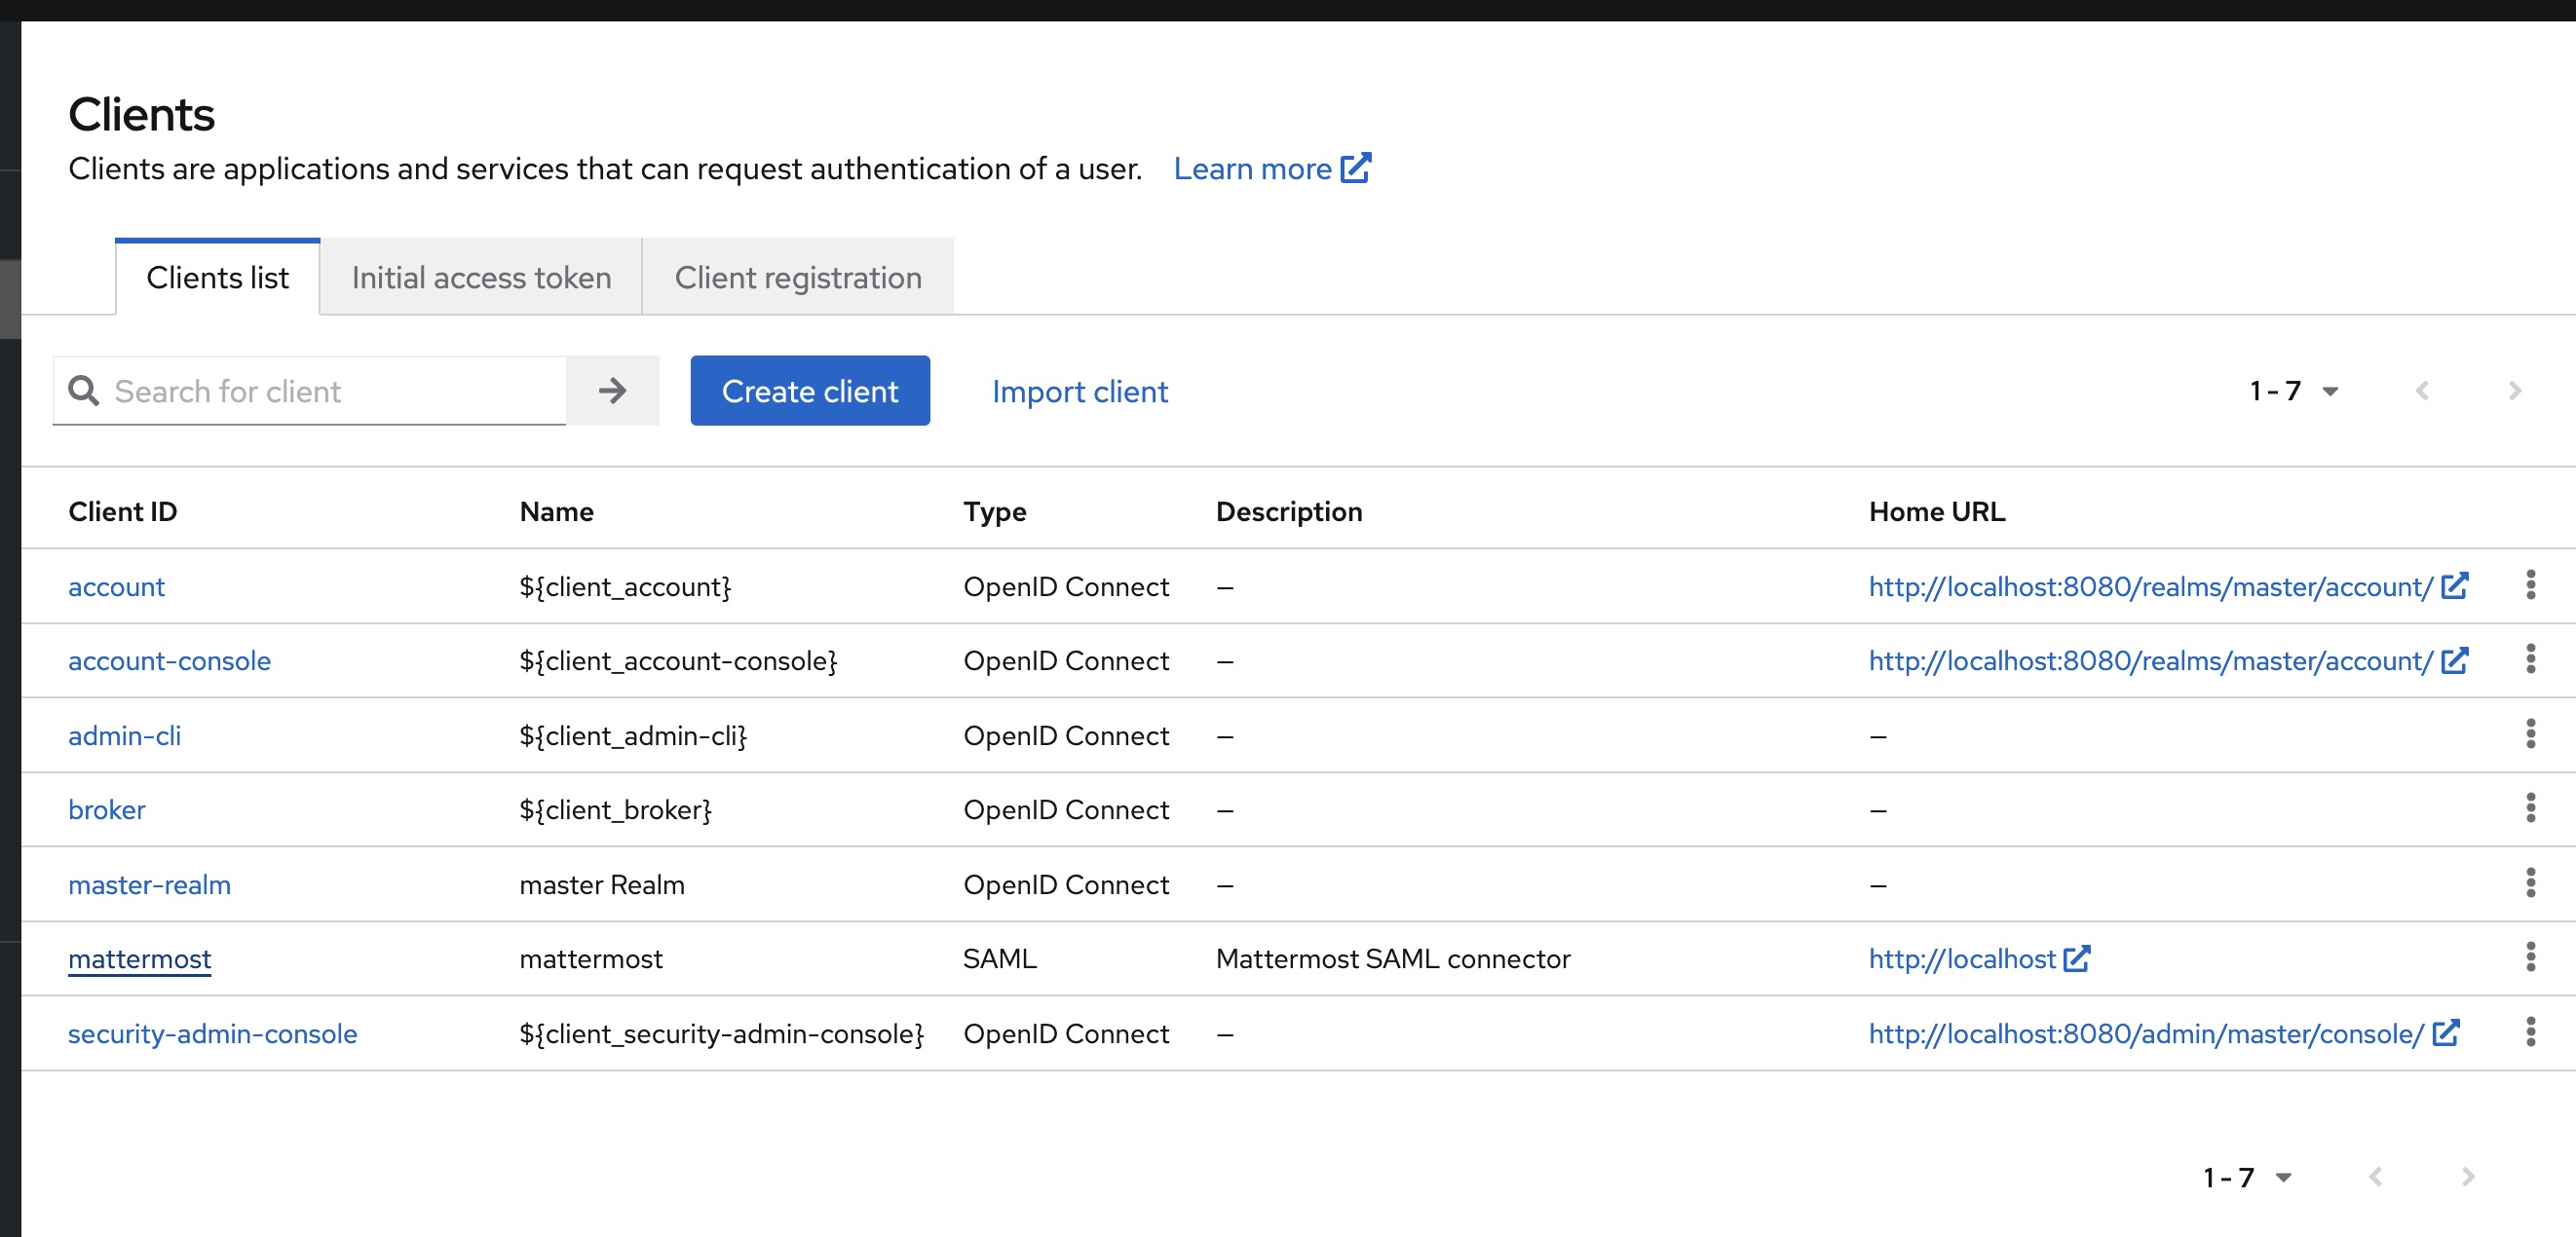 Clients
Clients are applications and services that can request authentication of a user. Learn more
Clients list Initial access token Client registration
Search for client Create client Import client 1 - 7
Client ID Name Type Description Home URL
account ${client_account} OpenID Connect – http://localhost:8080/realms/master/account/
account-console ${client_account-console} OpenID Connect – http://localhost:8080/realms/master/account/
admin-cli ${client_admin-cli} OpenID Connect – –
broker ${client_broker} OpenID Connect – –
master-realm master Realm OpenID Connect – –
mattermost mattermost SAML Mattermost SAML connector http://localhost
security-admin-console ${client_security-admin-console} OpenID Connect – http://localhost:8080/admin/master/console/
1 - 7